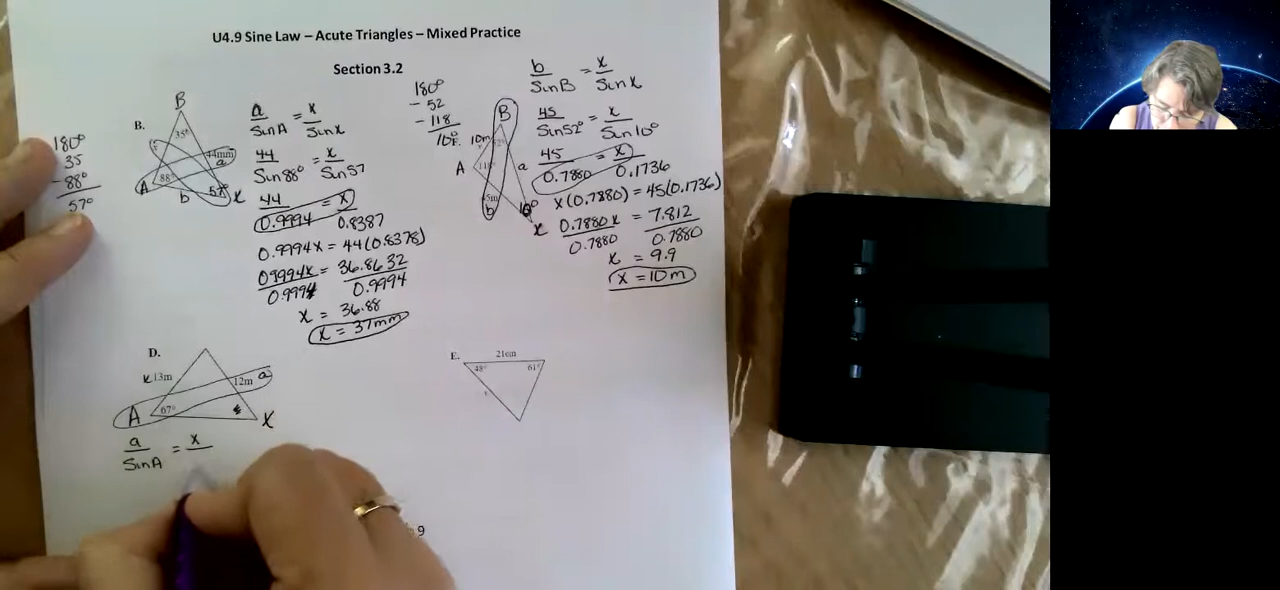 U4.9 Sine Law – Acute Triangles – Mixed Practice
Section 3.2
B.
180°
35
- 88°
57°
B
35°
44mm
a
A
88°
57°
x
b
a/SinA = x/Sinx
44/Sin88° = x/Sin57
44/0.9994 = x/0.8387
0.9994x = 44(0.8378)
0.9994x/0.9994 = 36.8632/0.9994
x = 36.88
x = 37mm
180°
- 52
- 118
10°
B
10m
52°
A
a
b
10°
x
b/SinB = x/Sinx
45/Sin52° = x/Sin10°
45/0.7880 = x/0.1736
x(0.7880) = 45(0.1736)
0.7880x/0.7880 = 7.812/0.7880
x = 9.9
x = 10m
D.
x 13m
12m a
A
67°
X
a/SinA = x/
E.
21cm
48°
61°
x
9